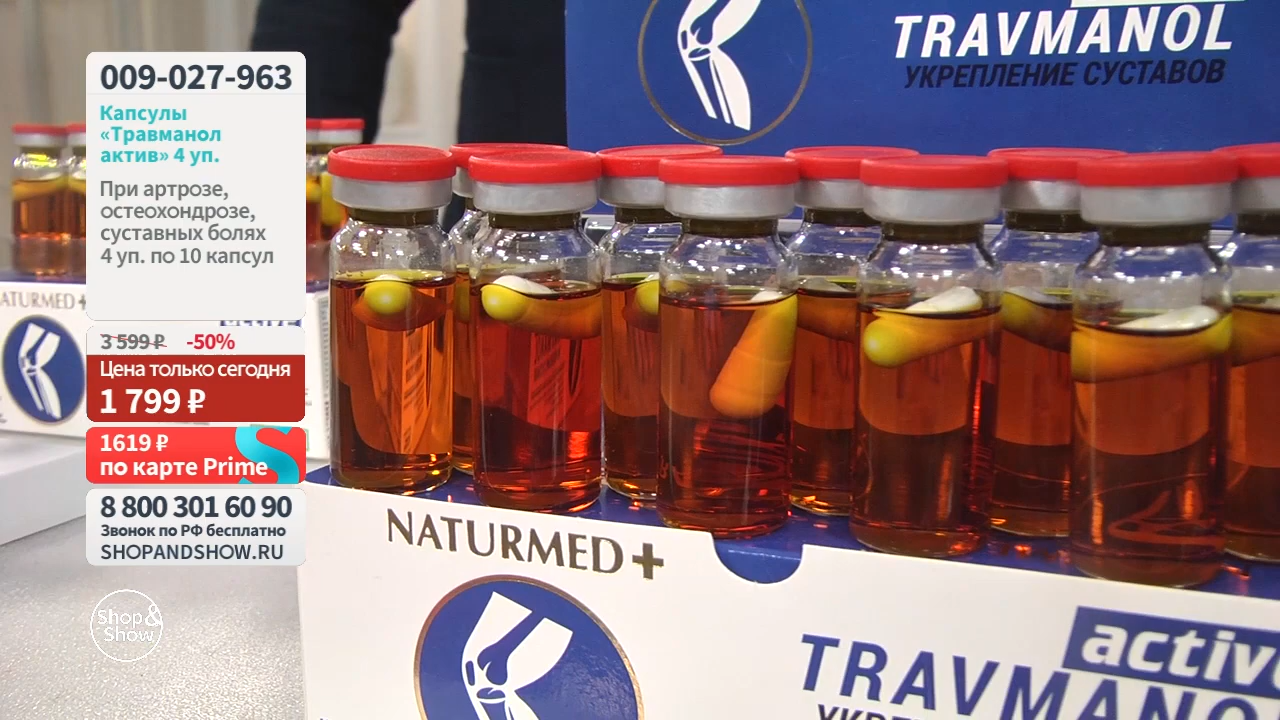 009-027-963
Капсулы
«Травманол
актив» 4 уп.
При артрозе,
остеохондрозе,
суставных болях
4 уп. по 10 капсул
3 599 ₽ -50%
Цена только сегодня
1 799 ₽
1619 ₽
по карте Prime
8 800 301 60 90
Звонок по РФ бесплатно
SHOPANDSHOW.RU
Shop&
Show
TRAVMANOL
УКРЕПЛЕНИЕ СУСТАВОВ
NATURMED+
active
TRAVMANO
ATURMED+